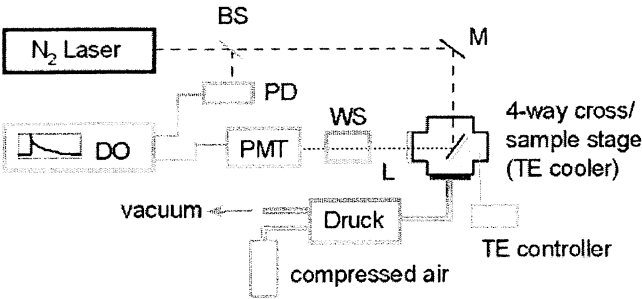 BS
M
N₂ Laser
PD
WS
4-way cross/
sample stage
(TE cooler)
DO
PMT
L
vacuum
Druck
TE controller
compressed air